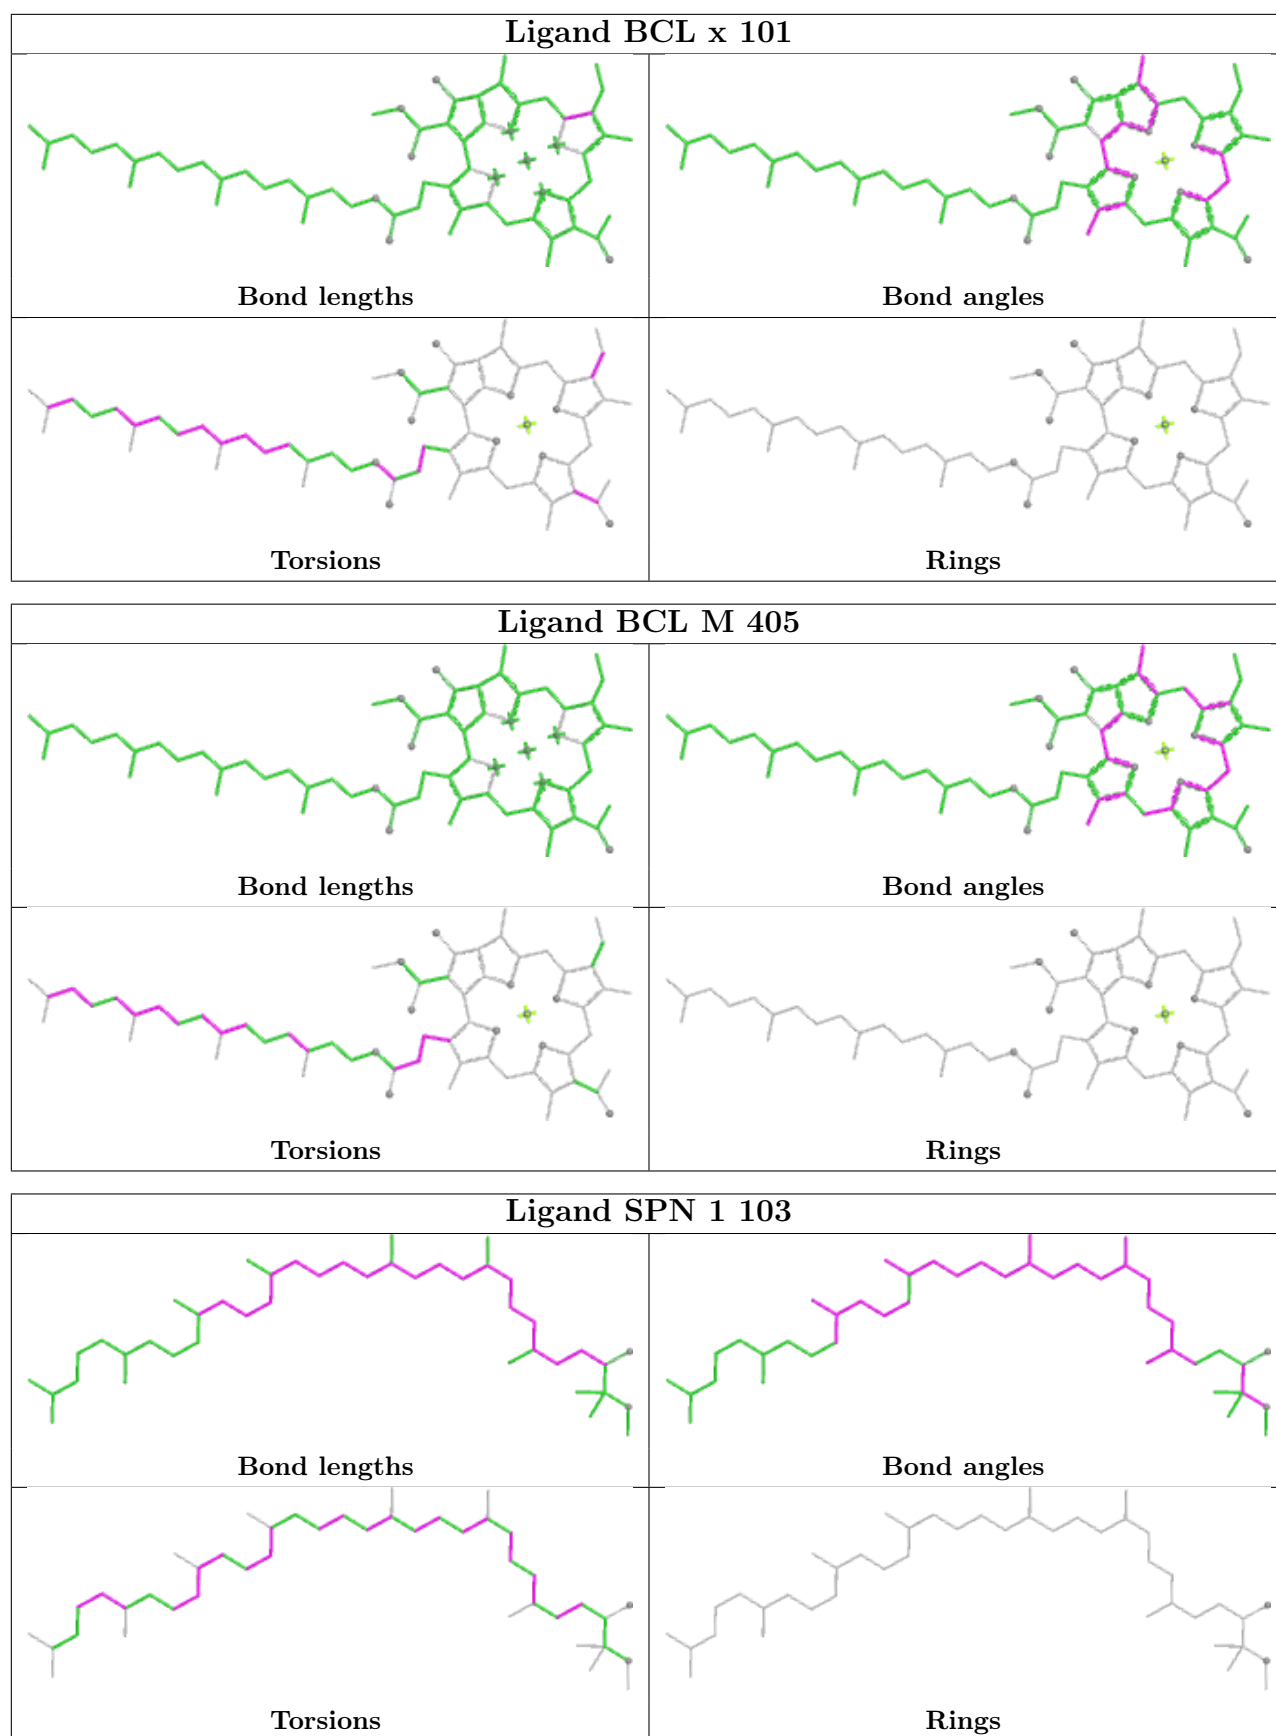 Ligand BCL x 101
Bond lengths
Bond angles
Torsions
Rings
Ligand BCL M 405
Bond lengths
Bond angles
Torsions
Rings
Ligand SPN 1 103
Bond lengths
Bond angles
Torsions
Rings